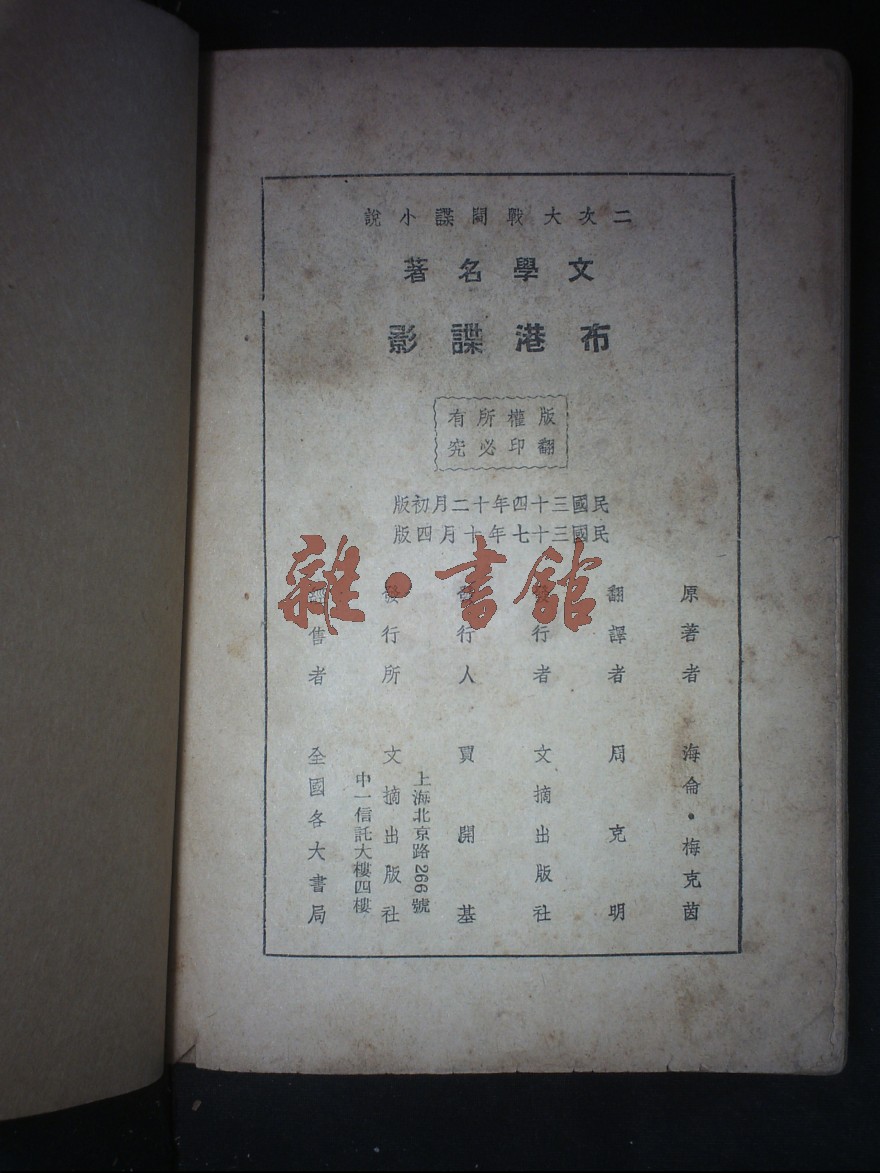 二次大戰間諜小說
文學名著
布港諜影
版權所有
翻印必究
民國三十四年十二月初版
民國三十七年十月四版
原著者 海侖·梅克茵
翻譯者 周克明
發行者 文摘出版社
發行人 賈開基
發行所 文摘出版社
上海北京路266號
中一信託大樓四樓
經售者 全國各大書局
雜·書館